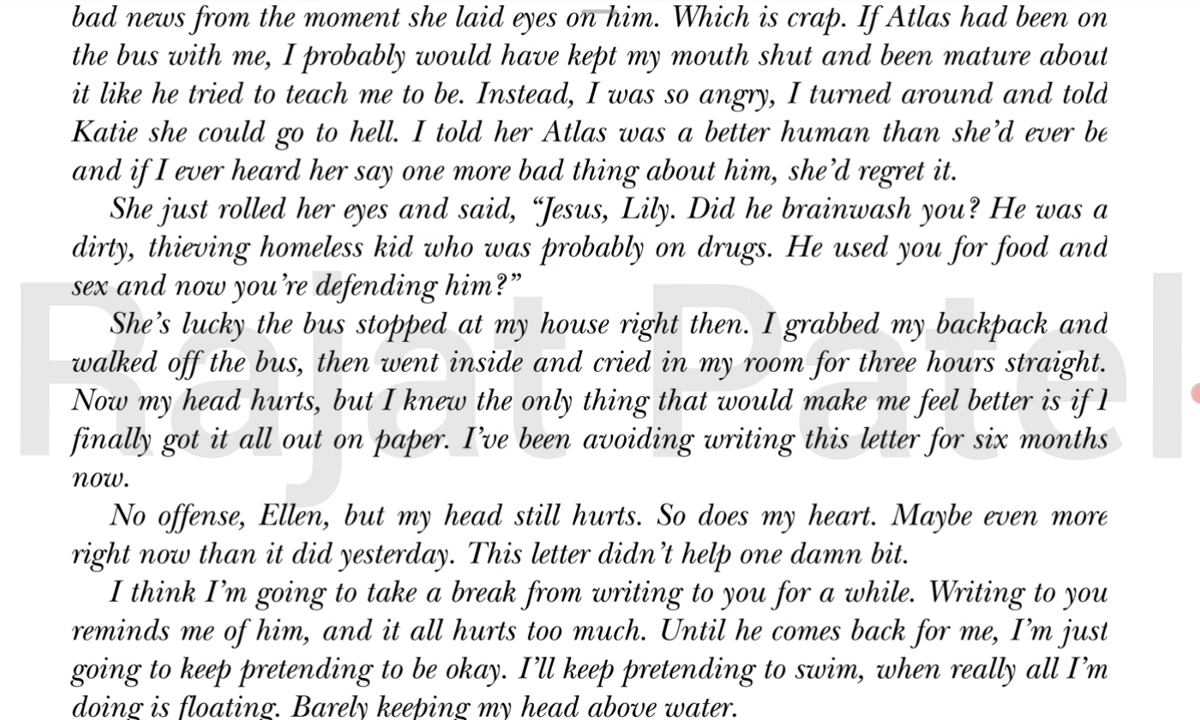 bad news from the moment she laid eyes on him. Which is crap. If Atlas had been on
the bus with me, I probably would have kept my mouth shut and been mature about
it like he tried to teach me to be. Instead, I was so angry, I turned around and told
Katie she could go to hell. I told her Atlas was a better human than she'd ever be
and if I ever heard her say one more bad thing about him, she'd regret it.
She just rolled her eyes and said, “Jesus, Lily. Did he brainwash you? He was a
dirty, thieving homeless kid who was probably on drugs. He used you for food and
sex and now you're defending him?”
She's lucky the bus stopped at my house right then. I grabbed my backpack and
walked off the bus, then went inside and cried in my room for three hours straight.
Now my head hurts, but I knew the only thing that would make me feel better is if I
finally got it all out on paper. I've been avoiding writing this letter for six months
now.
No offense, Ellen, but my head still hurts. So does my heart. Maybe even more
right now than it did yesterday. This letter didn't help one damn bit.
I think I'm going to take a break from writing to you for a while. Writing to you
reminds me of him, and it all hurts too much. Until he comes back for me, I'm just
going to keep pretending to be okay. I'll keep pretending to swim, when really all I'm
doing is floating. Barely keeping my head above water.
Rajat Patel